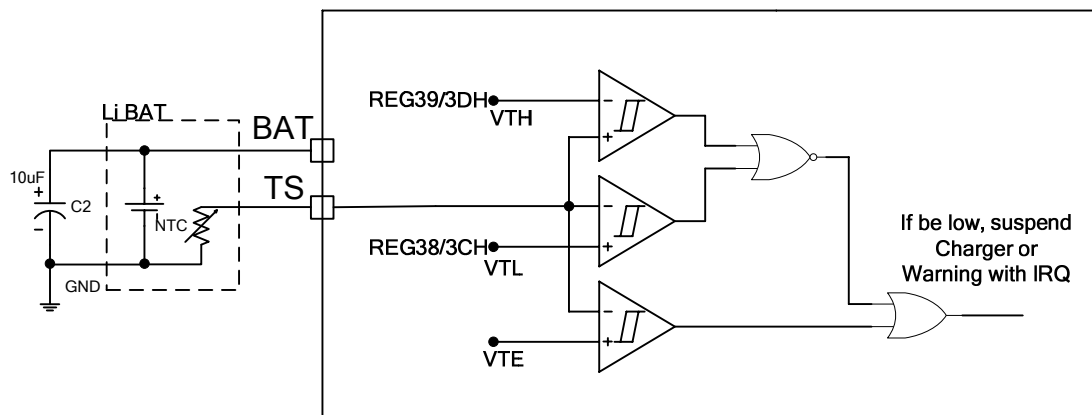 Li BAT
BAT
TS
10uF
+
C2
-
+
NTC
GND
REG39/3DH
VTH
-
+
REG38/3CH
VTL
-
+
VTE
-
+
If be low, suspend
Charger or
Warning with IRQ